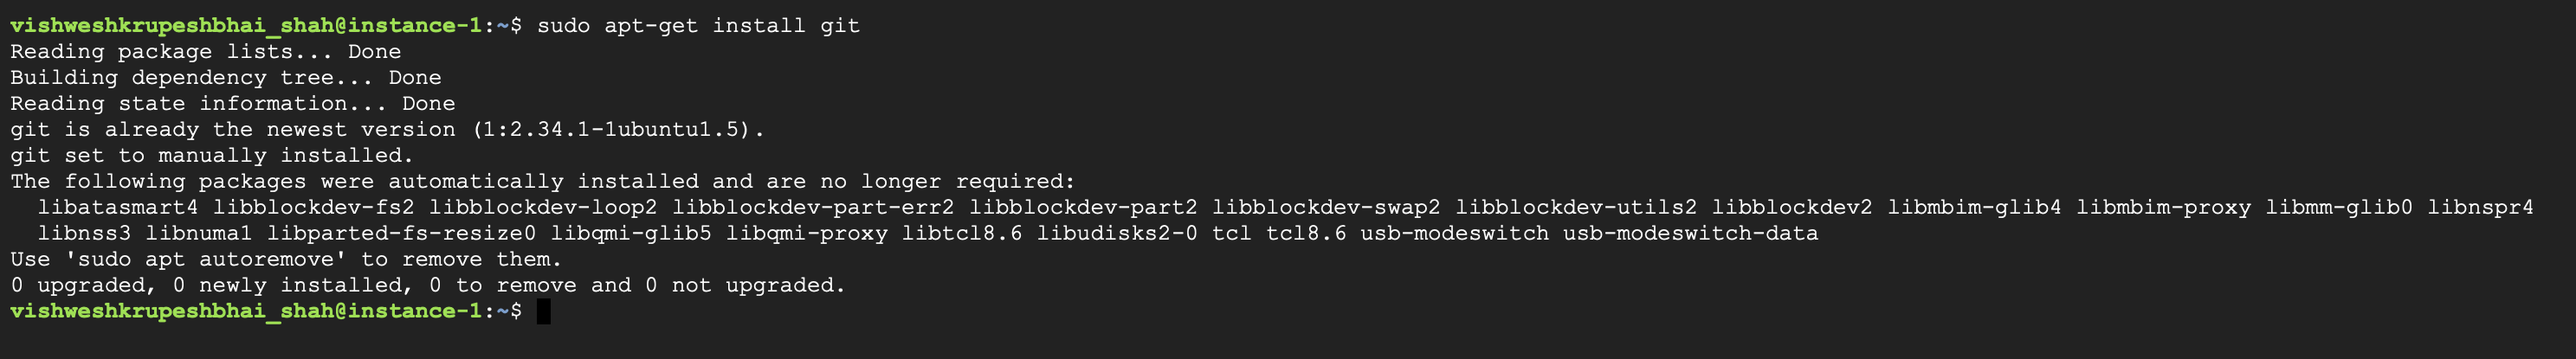 vishweshkrupeshbhai_shah@instance-1:~$ sudo apt-get install git
Reading package lists... Done
Building dependency tree... Done
Reading state information... Done
git is already the newest version (1:2.34.1-1ubuntu1.5).
git set to manually installed.
The following packages were automatically installed and are no longer required:
  libatasmart4 libblockdev-fs2 libblockdev-loop2 libblockdev-part-err2 libblockdev-part2 libblockdev-swap2 libblockdev-utils2 libblockdev2 libmbim-glib4 libmbim-proxy libmm-glib0 libnspr4
  libnss3 libnuma1 libparted-fs-resize0 libqmi-glib5 libqmi-proxy libtcl8.6 libudisks2-0 tcl tcl8.6 usb-modeswitch usb-modeswitch-data
Use 'sudo apt autoremove' to remove them.
0 upgraded, 0 newly installed, 0 to remove and 0 not upgraded.
vishweshkrupeshbhai_shah@instance-1:~$